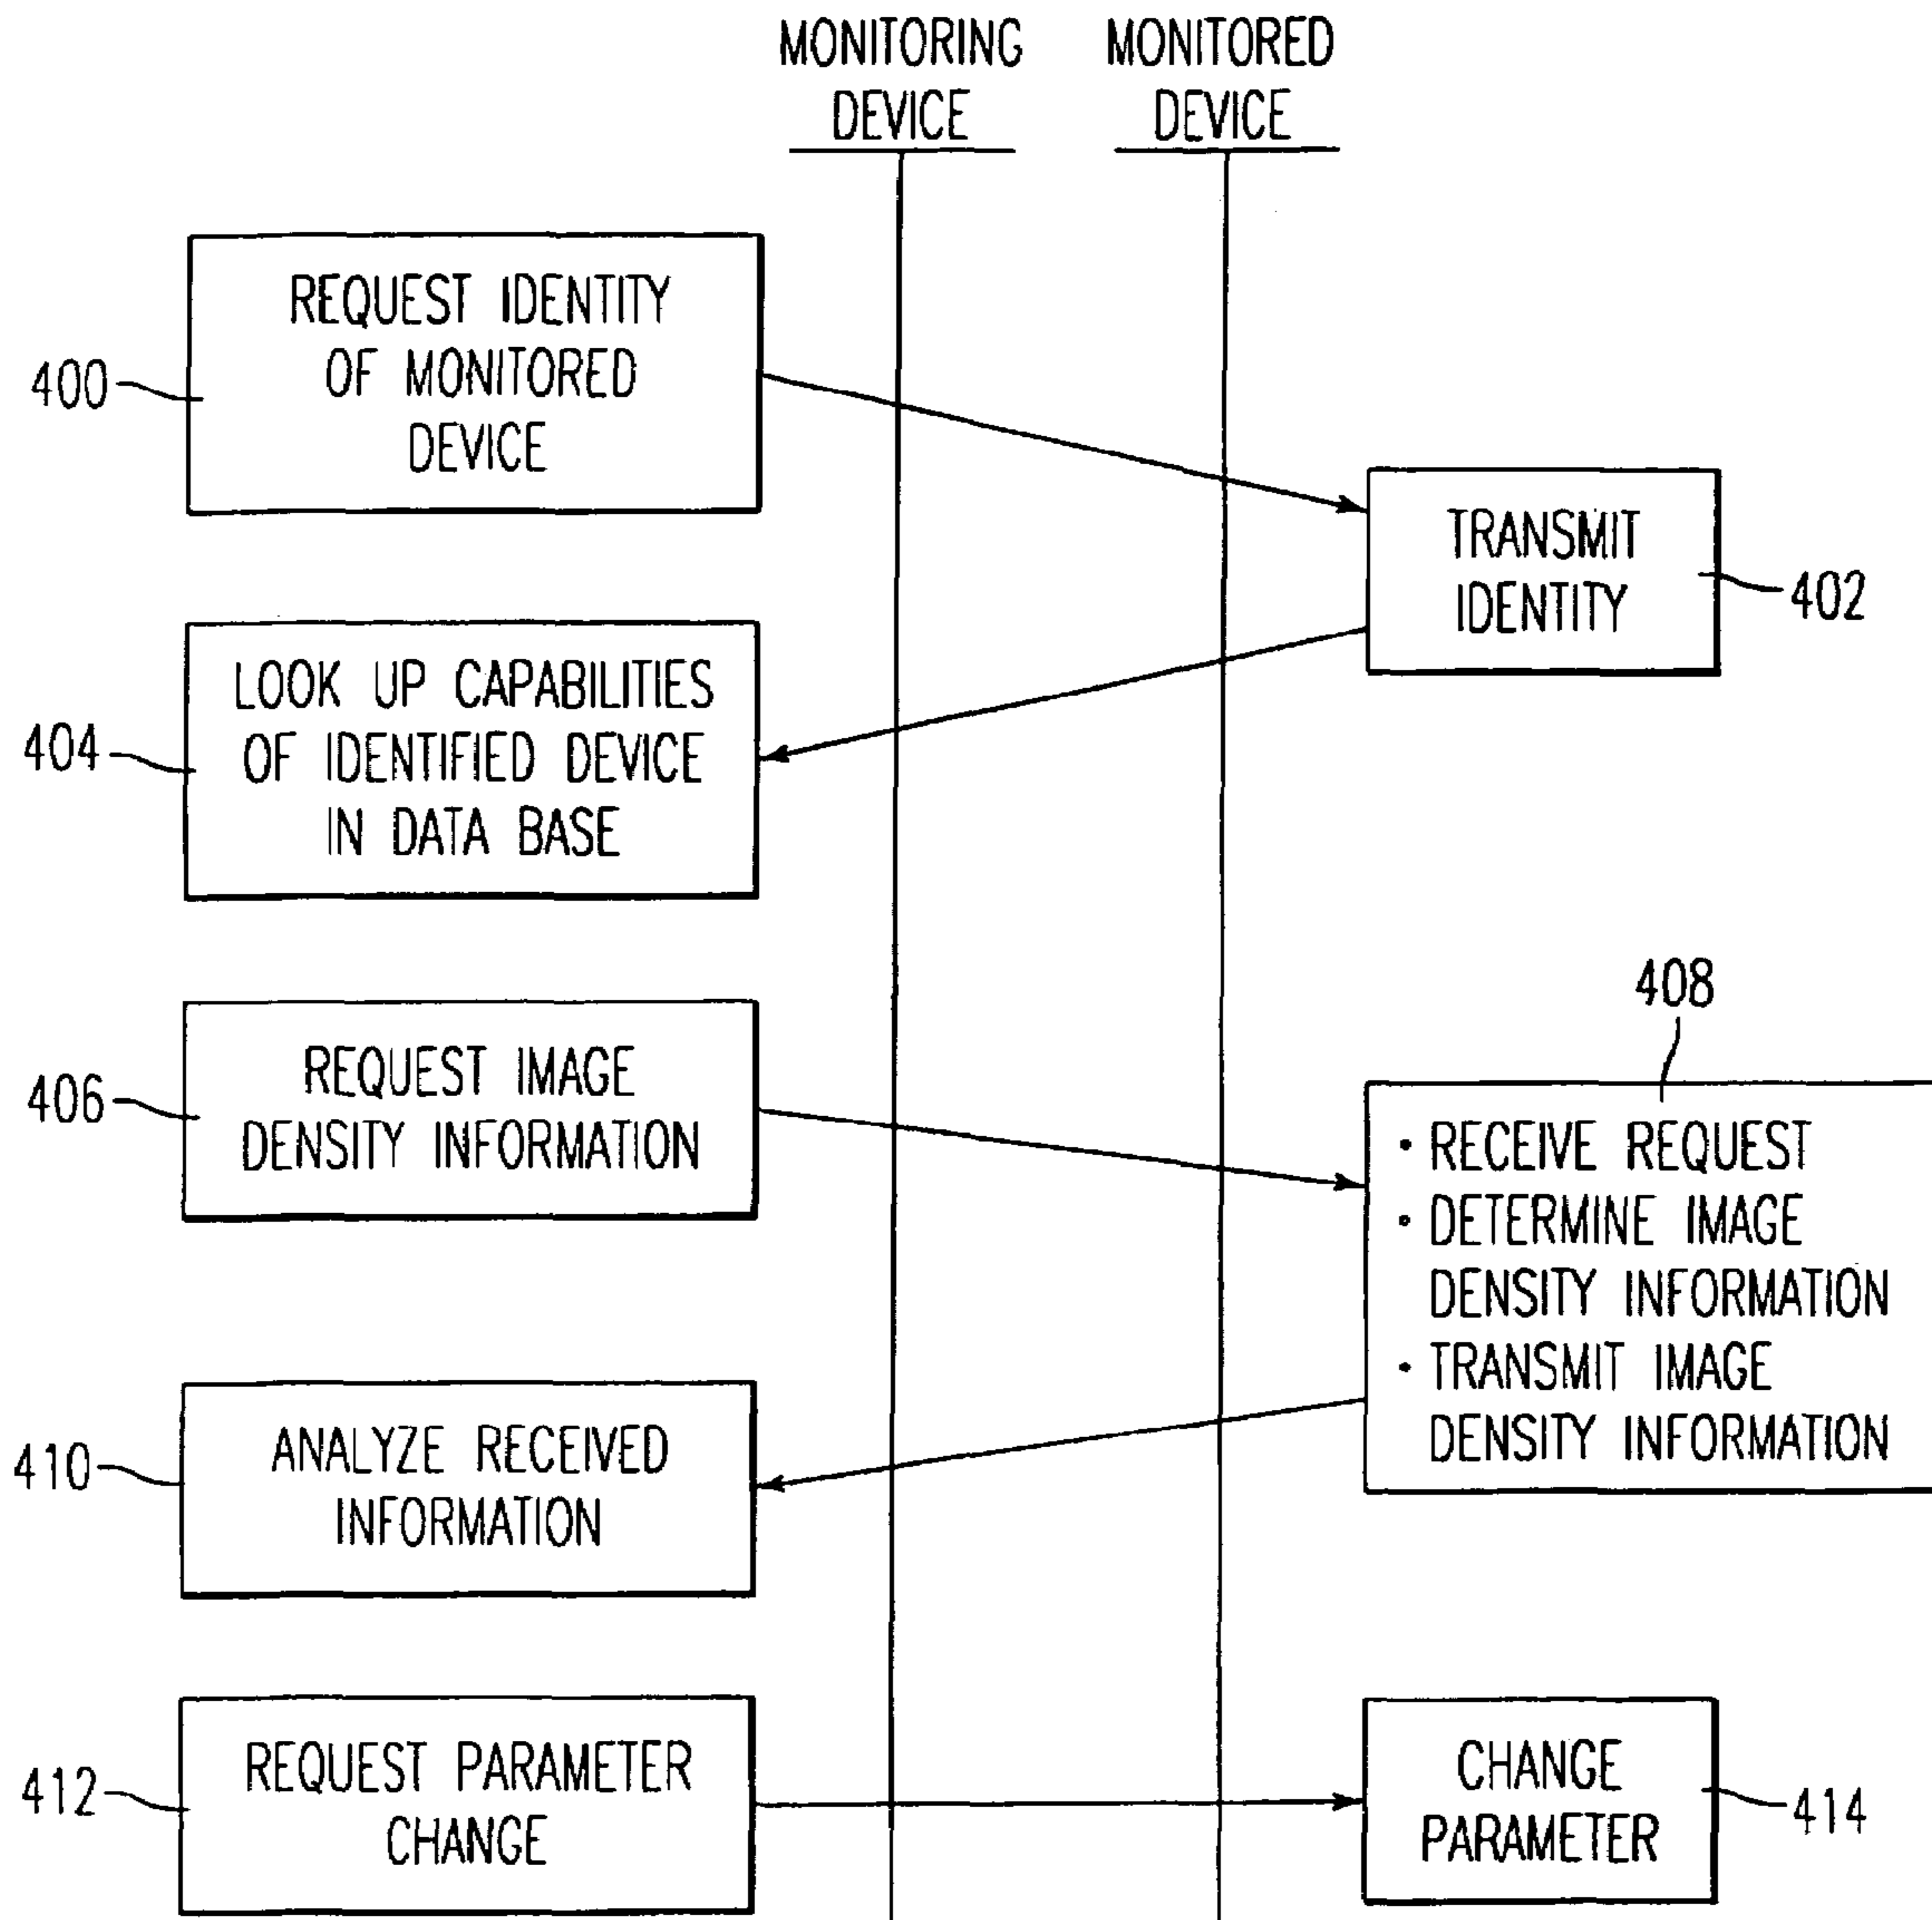 MONITORING
DEVICE
MONITORED
DEVICE
400
REQUEST IDENTITY
OF MONITORED
DEVICE
TRANSMIT
IDENTITY
402
404
LOOK UP CAPABILITIES
OF IDENTIFIED DEVICE
IN DATA BASE
406
REQUEST IMAGE
DENSITY INFORMATION
408
• RECEIVE REQUEST
• DETERMINE IMAGE
DENSITY INFORMATION
• TRANSMIT IMAGE
DENSITY INFORMATION
410
ANALYZE RECEIVED
INFORMATION
412
REQUEST PARAMETER
CHANGE
CHANGE
PARAMETER
414